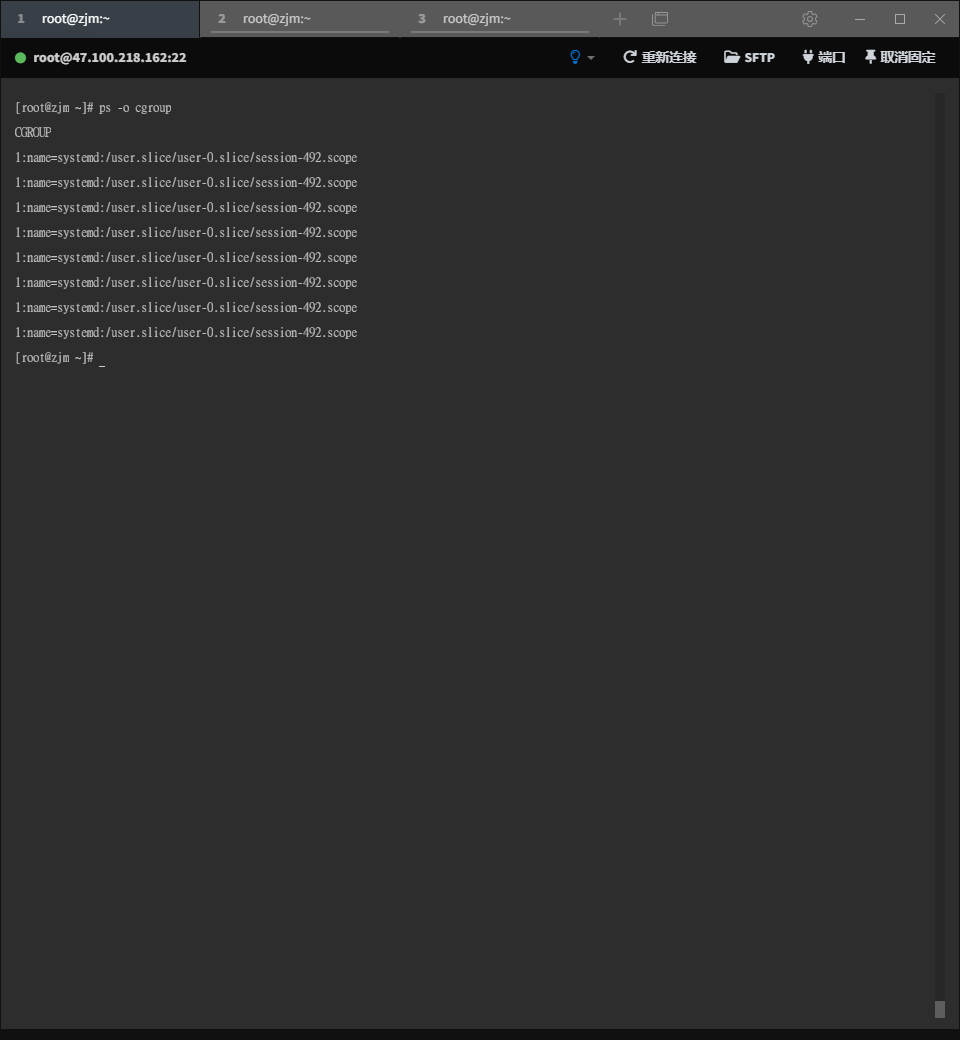 1 root@zjm:~ 2 root@zjm:~ 3 root@zjm:~
root@47.100.218.162:22 重新连接 SFTP 端口 取消固定
[root@zjm ~]# ps -o cgroup
CGROUP
1:name=systemd:/user.slice/user-0.slice/session-492.scope
1:name=systemd:/user.slice/user-0.slice/session-492.scope
1:name=systemd:/user.slice/user-0.slice/session-492.scope
1:name=systemd:/user.slice/user-0.slice/session-492.scope
1:name=systemd:/user.slice/user-0.slice/session-492.scope
1:name=systemd:/user.slice/user-0.slice/session-492.scope
1:name=systemd:/user.slice/user-0.slice/session-492.scope
1:name=systemd:/user.slice/user-0.slice/session-492.scope
[root@zjm ~]# _